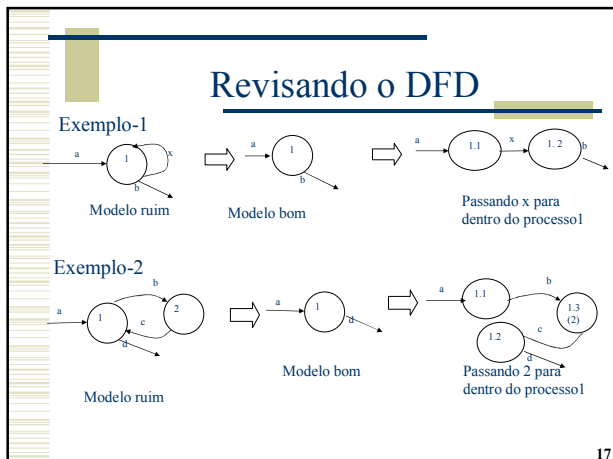 Revisando o DFD
Exemplo-1
a
1
x
b
Modelo ruim
a
1
b
Modelo bom
a
1.1
x
1. 2
b
Passando x para
dentro do processo1
Exemplo-2
a
1
b
2
c
d
Modelo ruim
a
1
d
Modelo bom
a
1.1
b
1.3
(2)
1.2
c
d
Passando 2 para
dentro do processo1
17